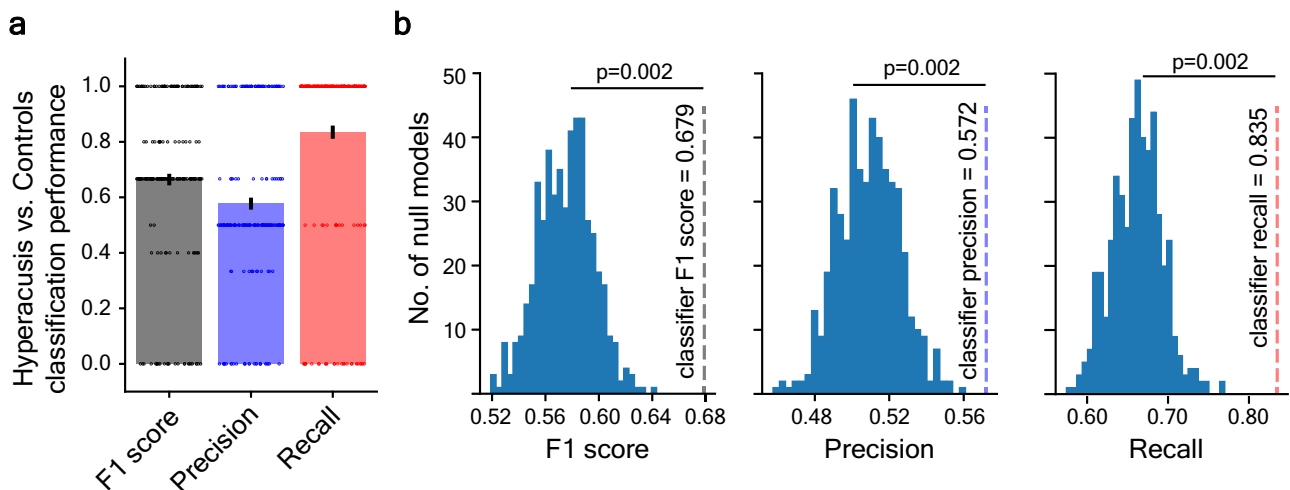 a
Hyperacusis vs. Controls
classification performance
1.0
0.8
0.6
0.4
0.2
0.0
F1 score
Precision
Recall
b
No. of null models
50
40
30
20
10
p=0.002
classifier F1 score = 0.679
0.52
0.56
0.60
0.64
0.68
F1 score
p=0.002
classifier precision = 0.572
0.48
0.52
0.56
Precision
p=0.002
classifier recall = 0.835
0.60
0.70
0.80
Recall